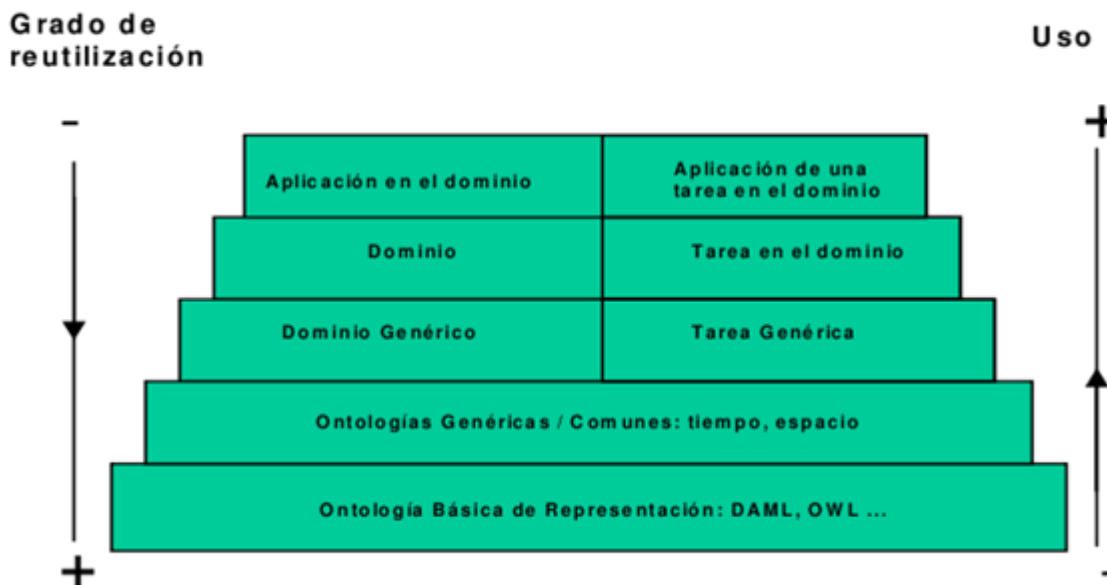 Grado de
reutilización
Uso
-
+
Aplicación en el dominio
Aplicación de una
tarea en el dominio
Dominio
Tarea en el dominio
Dominio Genérico
Tarea Genérica
Ontologías Genéricas / Comunes: tiempo, espacio
Ontología Básica de Representación: DAML, OWL ...
+
-